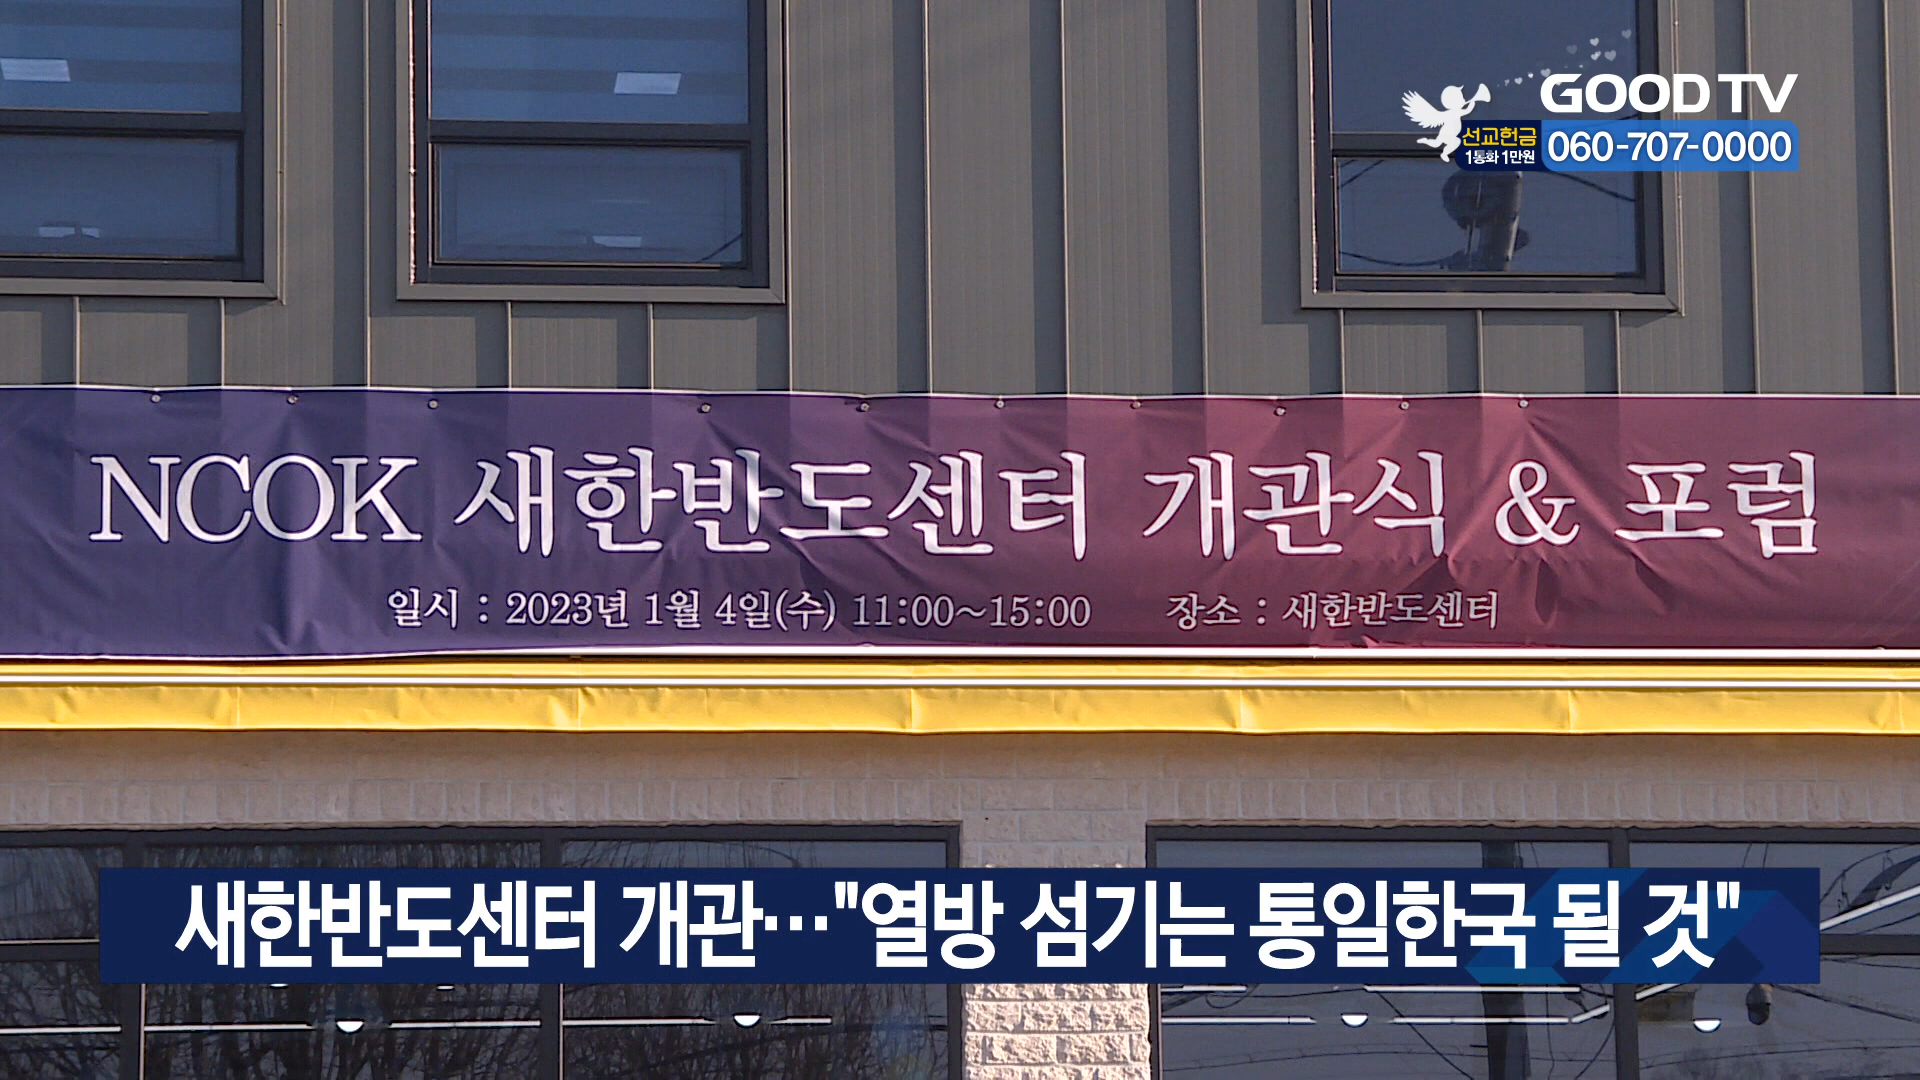 GOOD TV
선교헌금
1통화 1만원
060-707-0000
NCOK 새한반도센터 개관식 & 포럼
일시 : 2023년 1월 4일(수) 11:00~15:00 장소 : 새한반도센터
새한반도센터 개관…"열방 섬기는 통일한국 될 것"